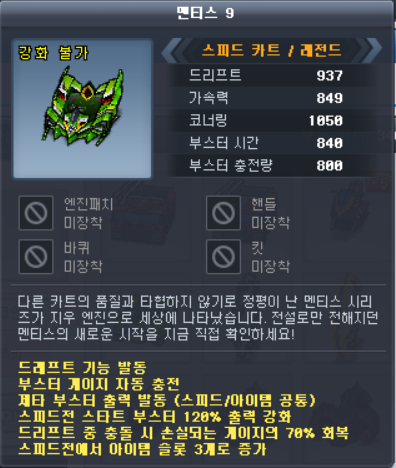 멘티스 9
강화 불가
스피드 카트 / 레전드
드리프트 937
가속력 849
코너링 1050
부스터 시간 840
부스터 충전량 800
엔진패치
미장착
핸들
미장착
바퀴
미장착
킷
미장착
다른 카트의 품질과 타협하지 않기로 정평이 난 멘티스 시리
즈가 지우 엔진으로 세상에 나타났습니다. 전설로만 전해지던
멘티스의 새로운 시작을 지금 직접 확인하세요!
드래프트 기능 발동
부스터 게이지 자동 충전
제타 부스터 출력 발동 (스피드/아이템 공통)
스피드전 스타트 부스터 120% 출력 강화
드리프트 중 충돌 시 손실되는 게이지의 70% 회복
스피드전에서 아이템 슬롯 3개로 증가